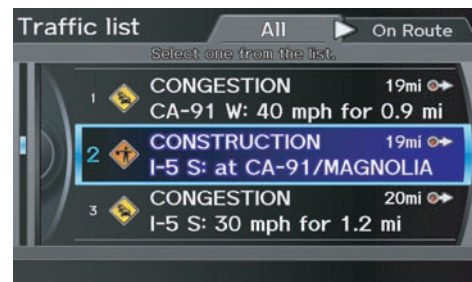 Traffic list
All
On Route
Select one from the list.
1
CONGESTION 19mi
CA-91 W: 40 mph for 0.9 mi
2
CONSTRUCTION 19mi
I-5 S: at CA-91/MAGNOLIA
3
CONGESTION 20mi
I-5 S: 30 mph for 1.2 mi